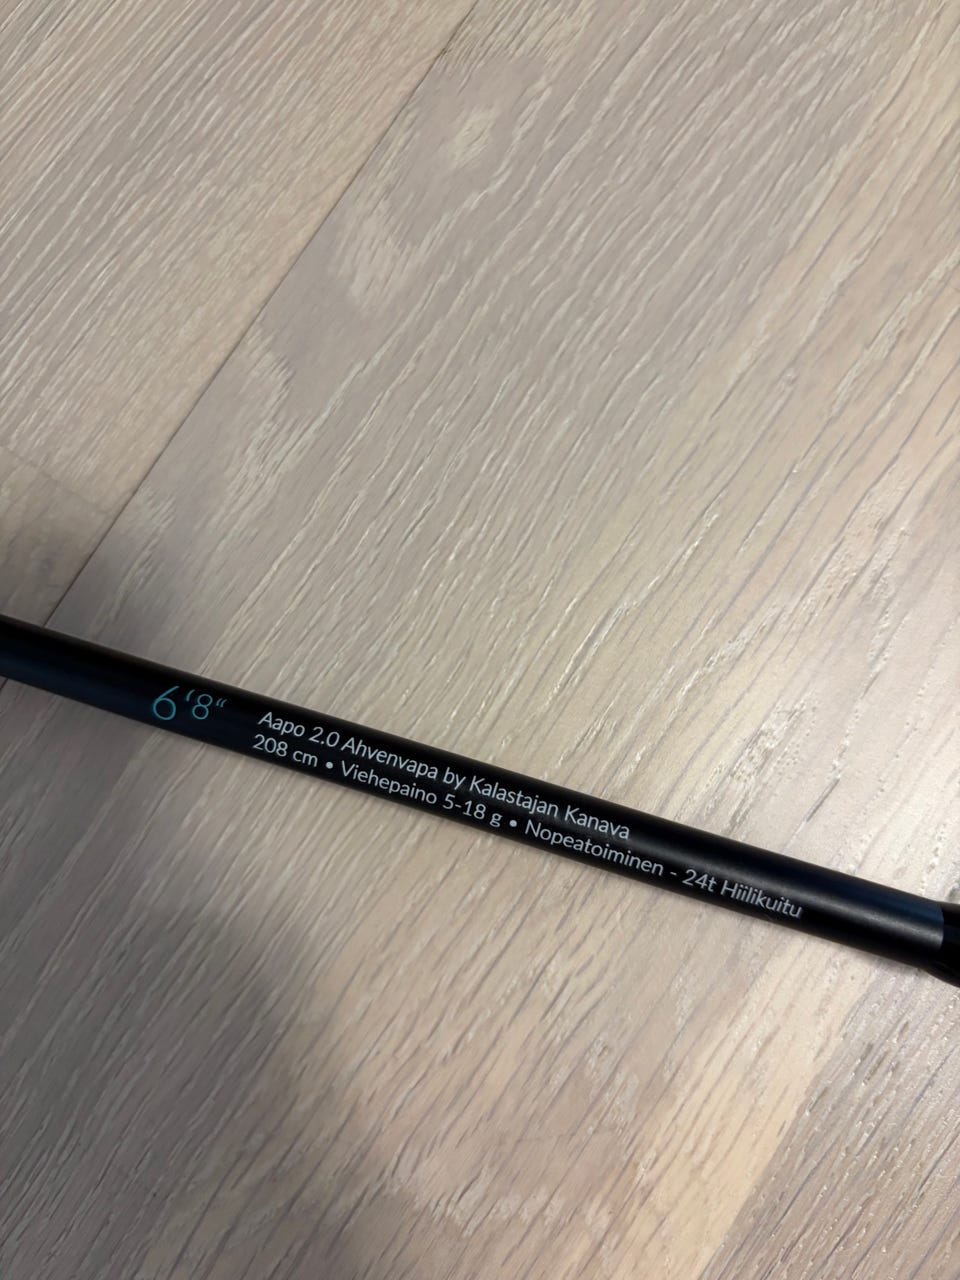 6'8"
Aapo 2.0 Ahvenvapa by Kalastajan Kanava
208 cm • Viehepaino 5-18 g • Nopeatoiminen - 24t Hiilikuitu